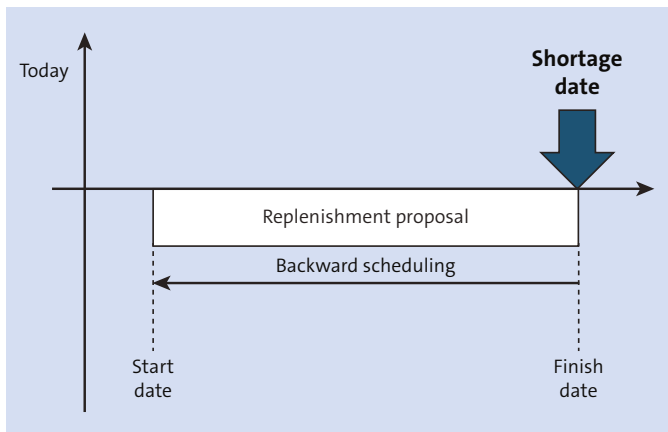 Today
Shortage
date
Replenishment proposal
Backward scheduling
Start
date
Finish
date